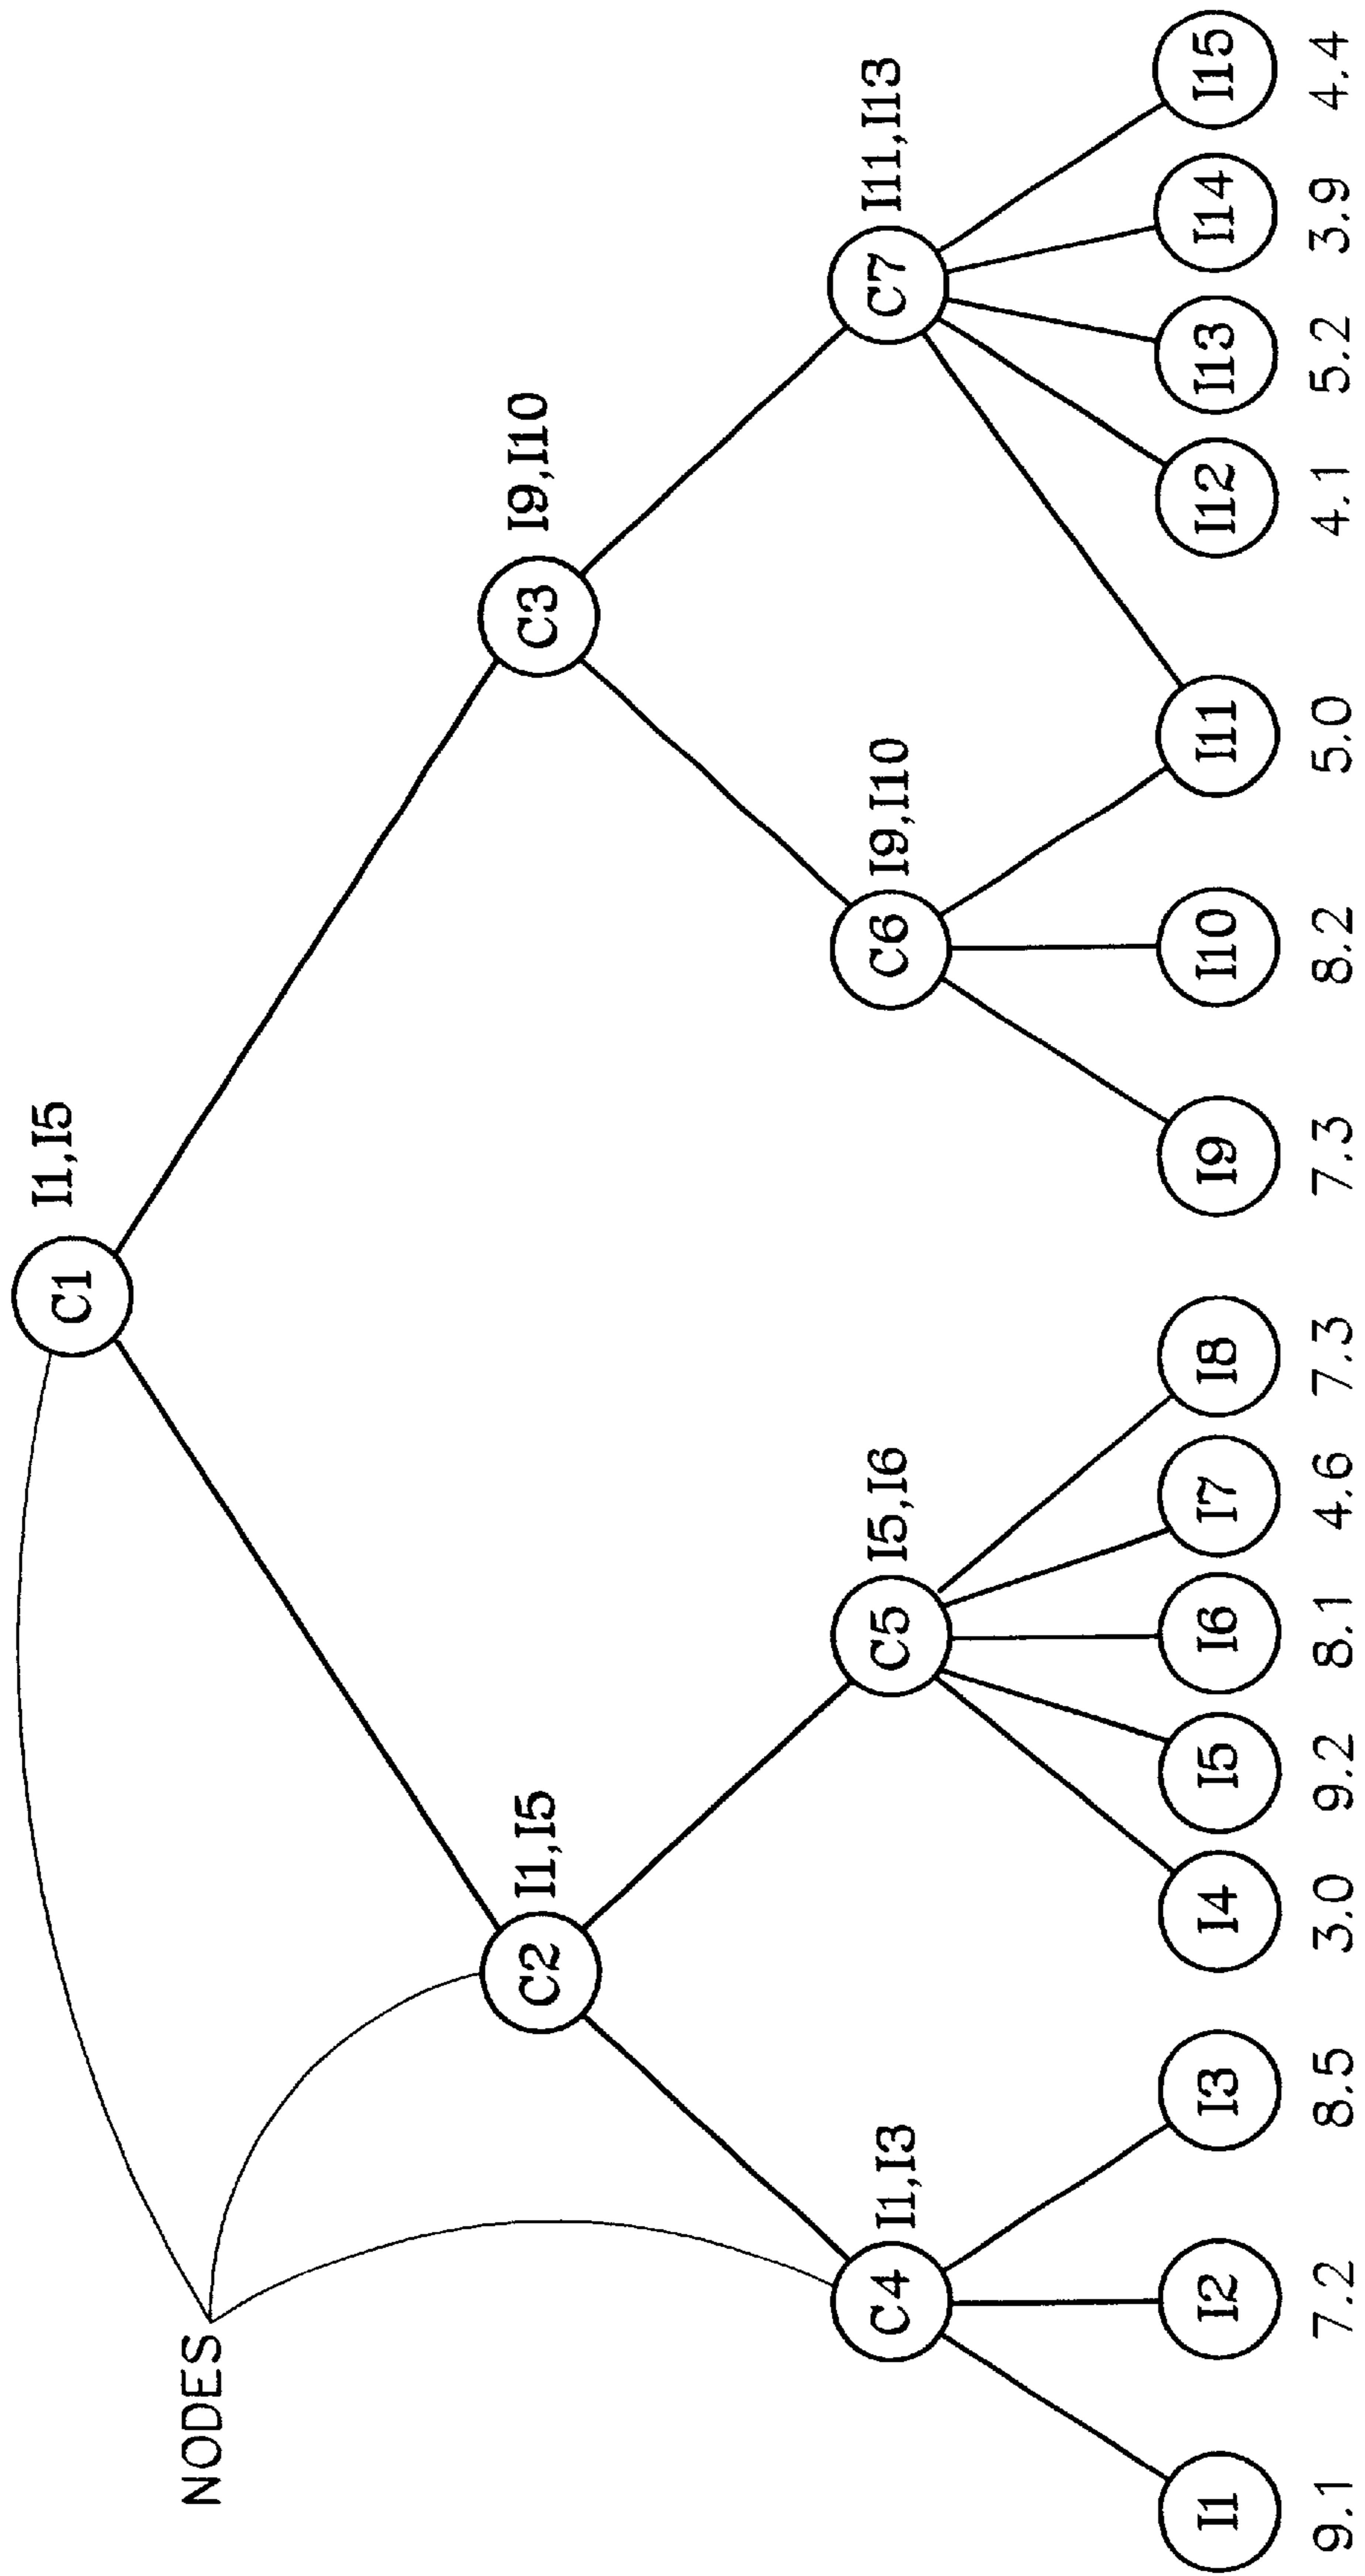 C1
I1,I5
NODES
C2
I1,I5
C3
I9,I10
C4
I1,I3
C5
I5,I6
C6
I9,I10
C7
I11,I13
I1
I2
I3
I4
I5
I6
I7
I8
I9
I10
I11
I12
I13
I14
I15
9.1
7.2
8.5
3.0
9.2
8.1
4.6
7.3
7.3
8.2
5.0
4.1
5.2
3.9
4.4